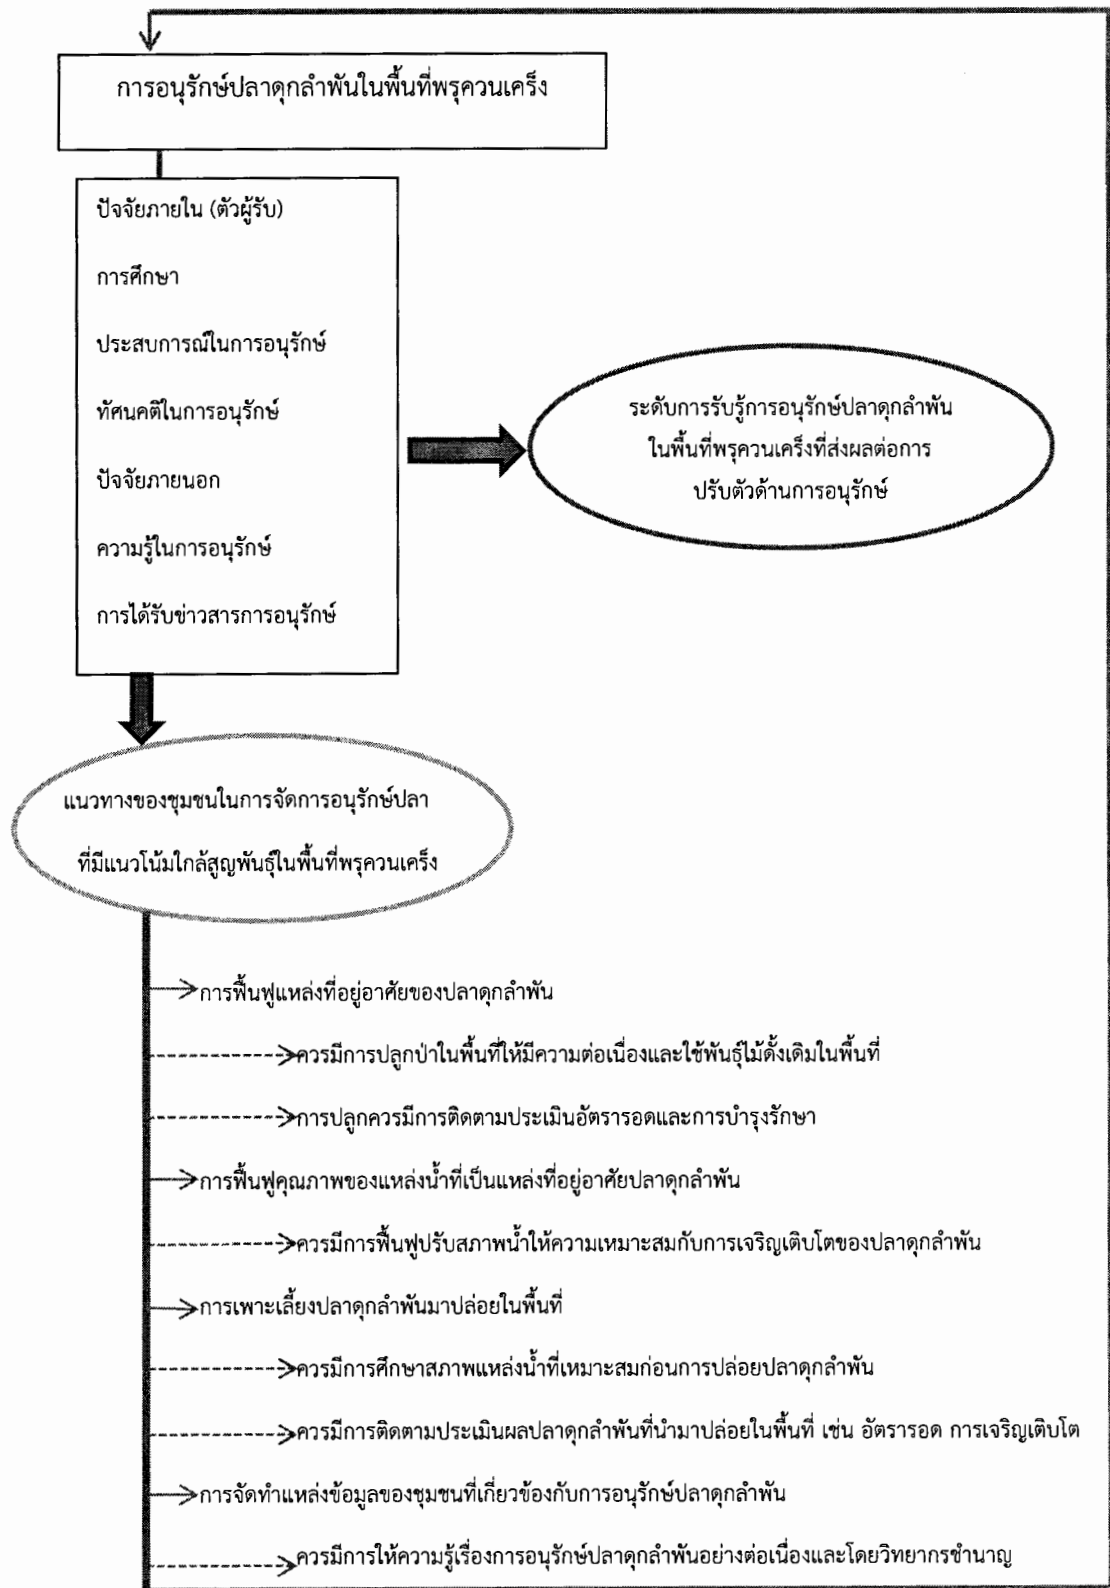 การอนุรักษ์ปลาดุกลำพันในพื้นที่พรุควนเคร็ง
ปัจจัยภายใน (ตัวผู้รับ)
การศึกษา
ประสบการณ์ในการอนุรักษ์
ทัศนคติในการอนุรักษ์
ปัจจัยภายนอก
ความรู้ในการอนุรักษ์
การได้รับข่าวสารการอนุรักษ์
ระดับการรับรู้การอนุรักษ์ปลาดุกลำพัน
ในพื้นที่พรุควนเคร็งที่ส่งผลต่อการ
ปรับตัวด้านการอนุรักษ์
แนวทางของชุมชนในการจัดการอนุรักษ์ปลา
ที่มีแนวโน้มใกล้สูญพันธุ์ในพื้นที่พรุควนเคร็ง
การฟื้นฟูแหล่งที่อยู่อาศัยของปลาดุกลำพัน
ควรมีการปลูกป่าในพื้นที่ให้มีความต่อเนื่องและใช้พันธุ์ไม้ดั้งเดิมในพื้นที่
การปลูกควรมีการติดตามประเมินอัตรารอดและการบำรุงรักษา
การฟื้นฟูคุณภาพของแหล่งน้ำที่เป็นแหล่งที่อยู่อาศัยปลาดุกลำพัน
ควรมีการฟื้นฟูปรับสภาพน้ำให้ความเหมาะสมกับการเจริญเติบโตของปลาดุกลำพัน
การเพาะเลี้ยงปลาดุกลำพันมาปล่อยในพื้นที่
ควรมีการศึกษาสภาพแหล่งน้ำที่เหมาะสมก่อนการปล่อยปลาดุกลำพัน
ควรมีการติดตามประเมินผลปลาดุกลำพันที่นำมาปล่อยในพื้นที่ เช่น อัตรารอด การเจริญเติบโต
การจัดทำแหล่งข้อมูลของชุมชนที่เกี่ยวข้องกับการอนุรักษ์ปลาดุกลำพัน
ควรมีการให้ความรู้เรื่องการอนุรักษ์ปลาดุกลำพันอย่างต่อเนื่องและโดยวิทยากรชำนาญ